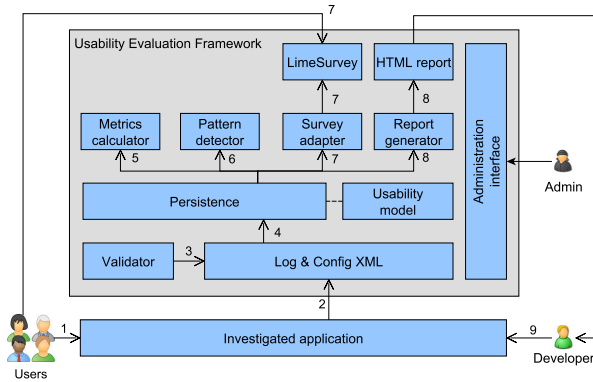 7
Usability Evaluation Framework
LimeSurvey
HTML report
7
8
Metrics
calculator
Pattern
detector
Survey
adapter
Report
generator
Administration
interface
5
6
7
8
Admin
Persistence
Usability
model
4
Validator
3
Log & Config XML
2
1
Investigated application
9
Users
Developer